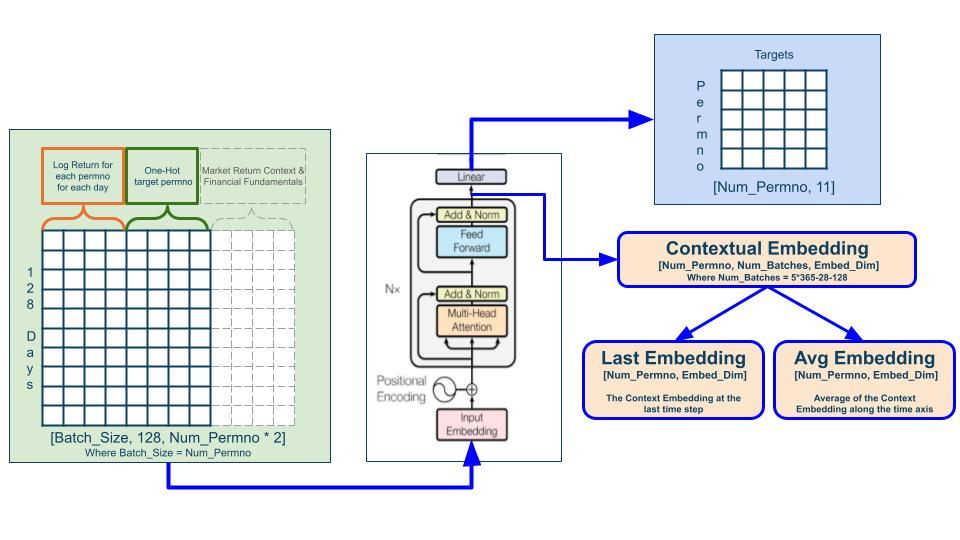 Log Return for
each permno
for each day
One-Hot
target permno
Market Return Context &
Financial Fundamentals
1
2
8
D
a
y
s
[Batch_Size, 128, Num_Permno * 2]
Where Batch_Size = Num_Permno
Linear
Add & Norm
Feed
Forward
Nx
Add & Norm
Multi-Head
Attention
Positional
Encoding
Input
Embedding
Targets
P
e
r
m
n
o
[Num_Permno, 11]
Contextual Embedding
[Num_Permno, Num_Batches, Embed_Dim]
Where Num_Batches = 5*365-28-128
Last Embedding
[Num_Permno, Embed_Dim]
The Context Embedding at the
last time step
Avg Embedding
[Num_Permno, Embed_Dim]
Average of the Context
Embedding along the time axis